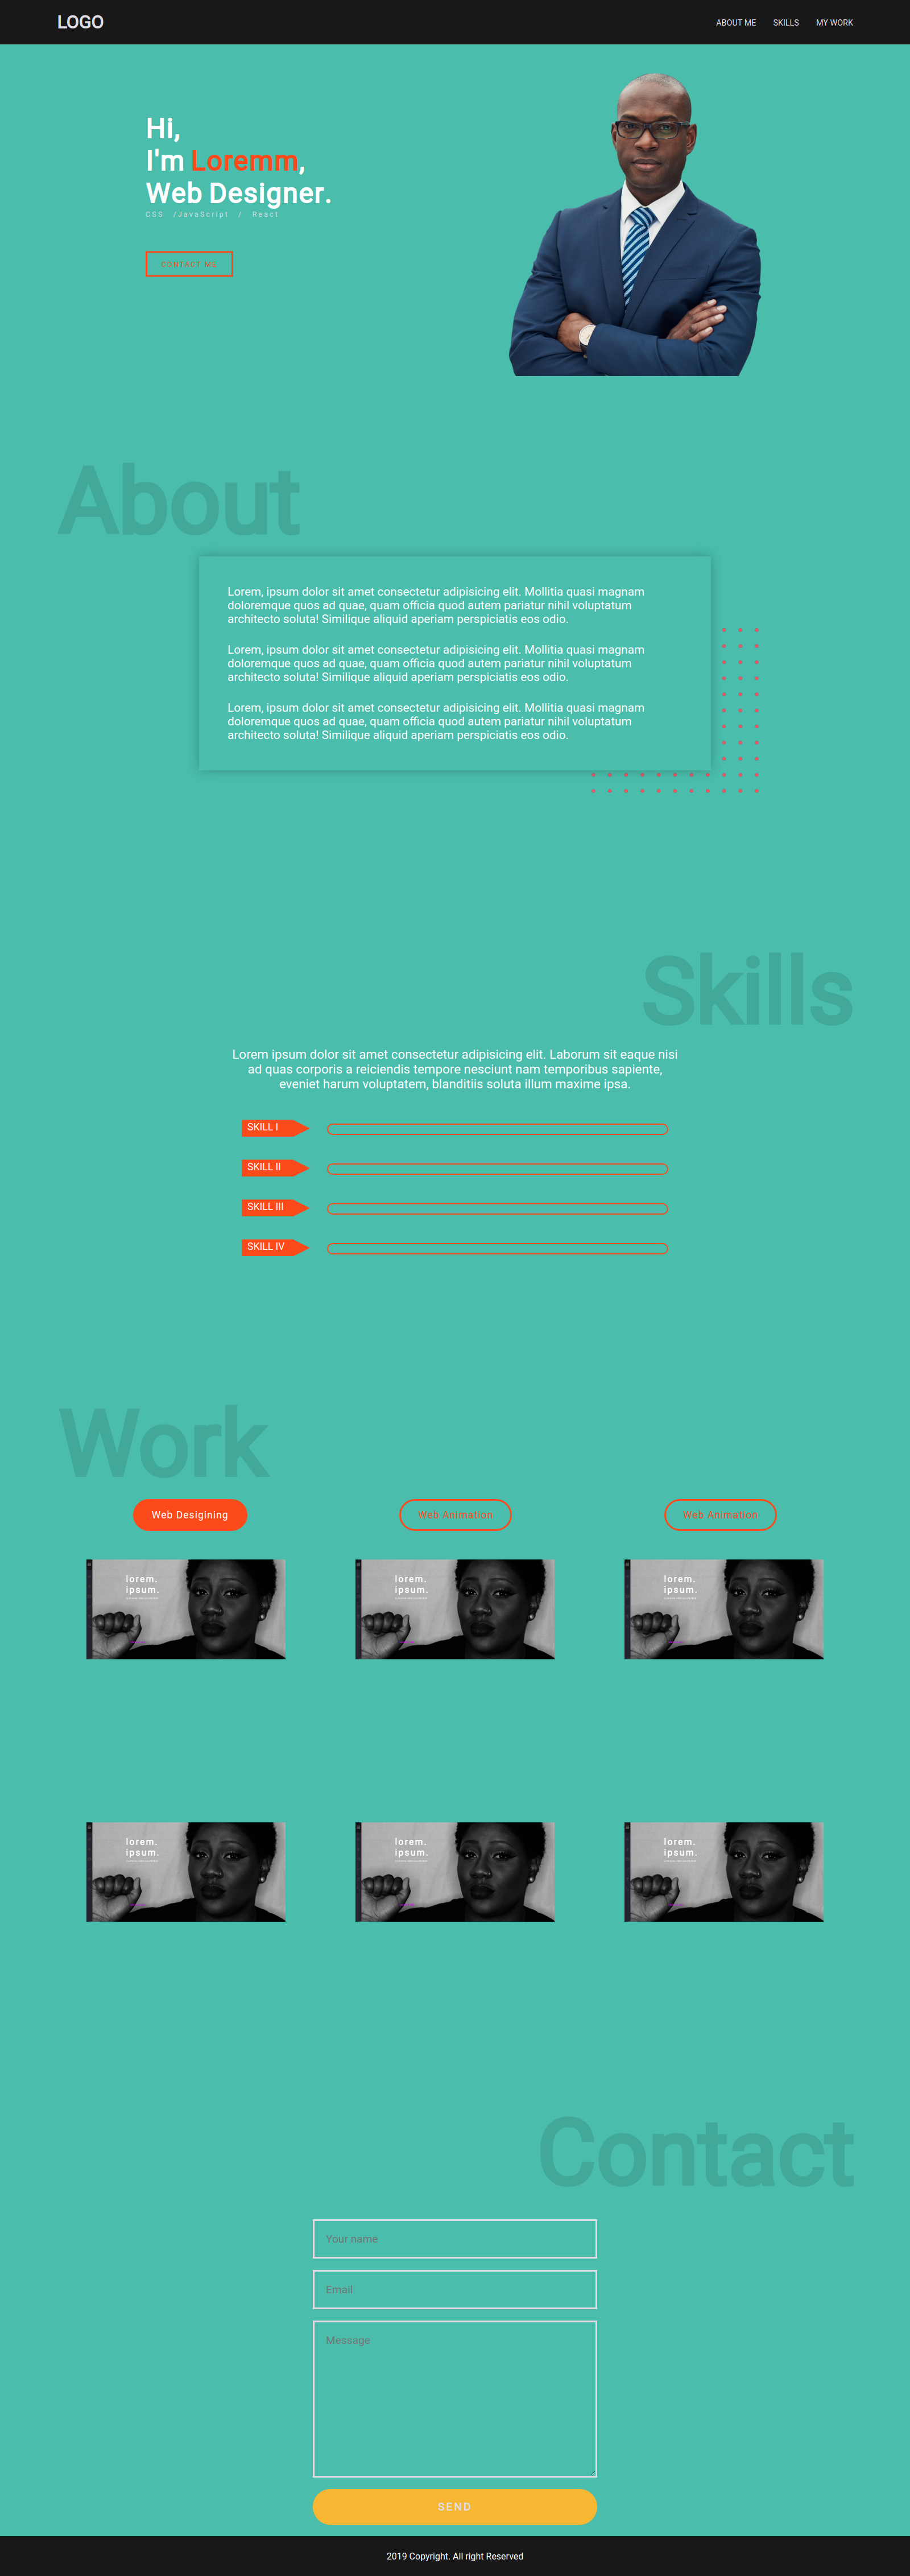 LOGO
ABOUT ME SKILLS MY WORK
Hi,
I'm Loremm,
Web Designer.
CSS /JavaScript / React
CONTACT ME
About
Lorem, ipsum dolor sit amet consectetur adipisicing elit. Mollitia quasi magnam
doloremque quos ad quae, quam officia quod autem pariatur nihil voluptatum
architecto soluta! Similique aliquid aperiam perspiciatis eos odio.
Lorem, ipsum dolor sit amet consectetur adipisicing elit. Mollitia quasi magnam
doloremque quos ad quae, quam officia quod autem pariatur nihil voluptatum
architecto soluta! Similique aliquid aperiam perspiciatis eos odio.
Lorem, ipsum dolor sit amet consectetur adipisicing elit. Mollitia quasi magnam
doloremque quos ad quae, quam officia quod autem pariatur nihil voluptatum
architecto soluta! Similique aliquid aperiam perspiciatis eos odio.
Skills
Lorem ipsum dolor sit amet consectetur adipisicing elit. Laborum sit eaque nisi
ad quas corporis a reiciendis tempore nesciunt nam temporibus sapiente,
eveniet harum voluptatem, blanditiis soluta illum maxime ipsa.
SKILL I
SKILL II
SKILL III
SKILL IV
Work
Web Desigining
Web Animation
Web Animation
lorem.
ipsum.
lorem.
ipsum.
lorem.
ipsum.
lorem.
ipsum.
lorem.
ipsum.
lorem.
ipsum.
Contact
Your name
Email
Message
SEND
2019 Copyright. All right Reserved